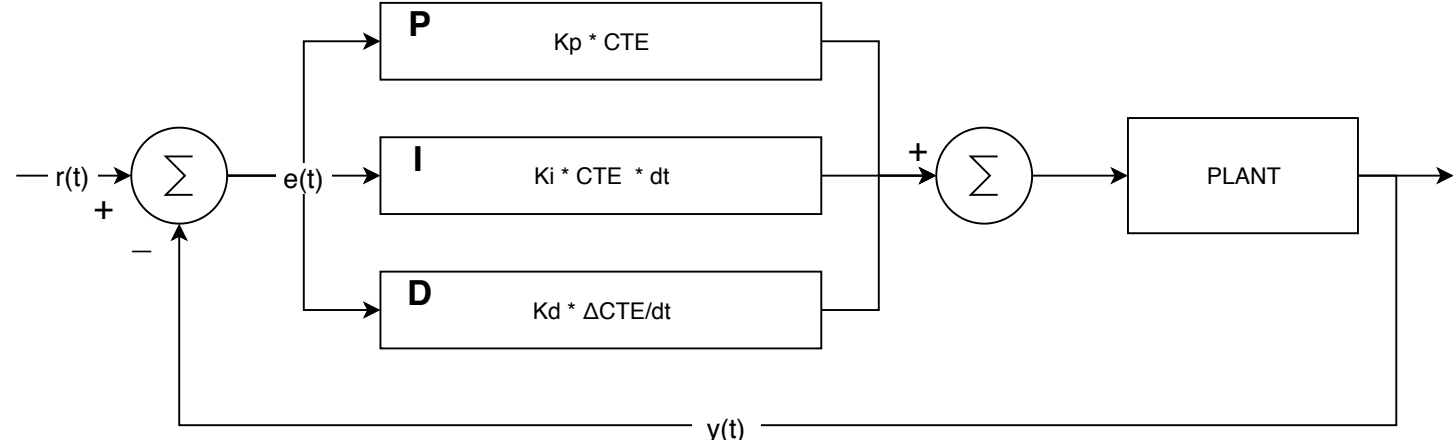 P
Kp * CTE
r(t)
+
∑
−
e(t)
I
Ki * CTE * dt
D
Kd * ΔCTE/dt
+
∑
PLANT
y(t)